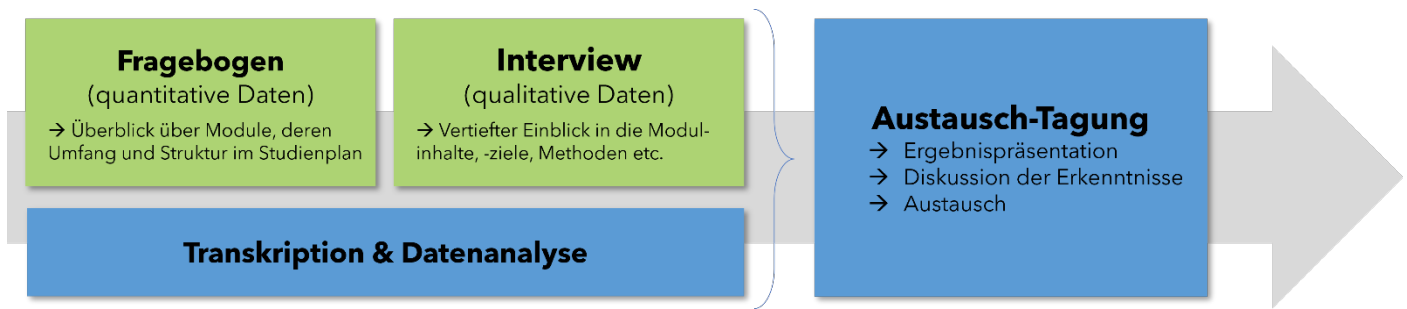 Fragebogen
(quantitative Daten)
→ Überblick über Module, deren
Umfang und Struktur im Studienplan
Interview
(qualitative Daten)
→ Vertiefter Einblick in die Modul-
inhalte, -ziele, Methoden etc.
Transkription & Datenanalyse
Austausch-Tagung
→ Ergebnispräsentation
→ Diskussion der Erkenntnisse
→ Austausch